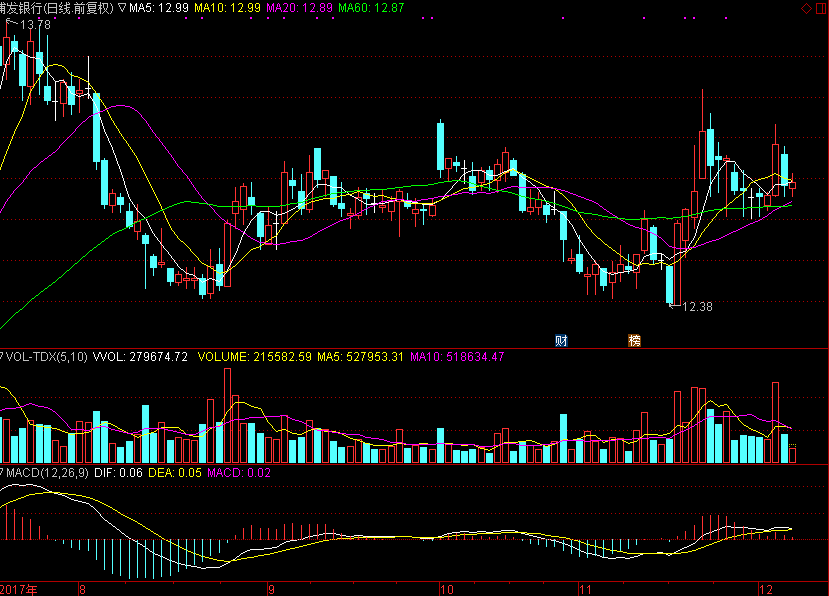 浦发银行(日线.前复权) ▽MA5: 12.99 MA10: 12.99 MA20: 12.89 MA60: 12.87
13.78
12.38
财 榜
VOL-TDX(5,10) VVOL: 279674.72 VOLUME: 215582.59 MA5: 527953.31 MA10: 518634.47
MACD(12,26,9) DIF: 0.06 DEA: 0.05 MACD: 0.02
2017年 8 9 10 11 12